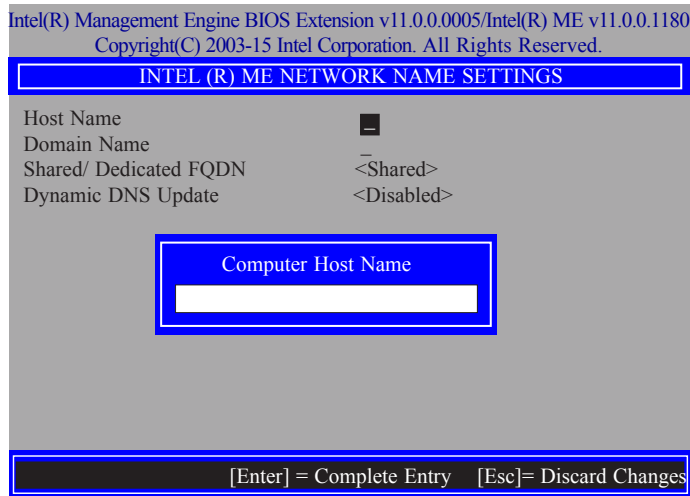 Intel(R) Management Engine BIOS Extension v11.0.0.0005/Intel(R) ME v11.0.0.1180
Copyright(C) 2003-15 Intel Corporation. All Rights Reserved.
INTEL (R) ME NETWORK NAME SETTINGS
Host Name _
Domain Name _
Shared/ Dedicated FQDN <Shared>
Dynamic DNS Update <Disabled>
Computer Host Name
[Enter] = Complete Entry [Esc]= Discard Changes